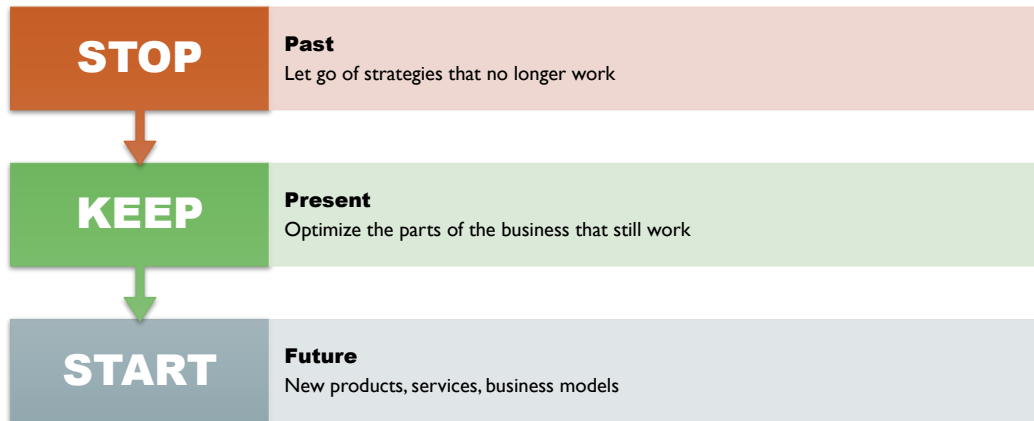 STOP
Past
Let go of strategies that no longer work
KEEP
Present
Optimize the parts of the business that still work
START
Future
New products, services, business models